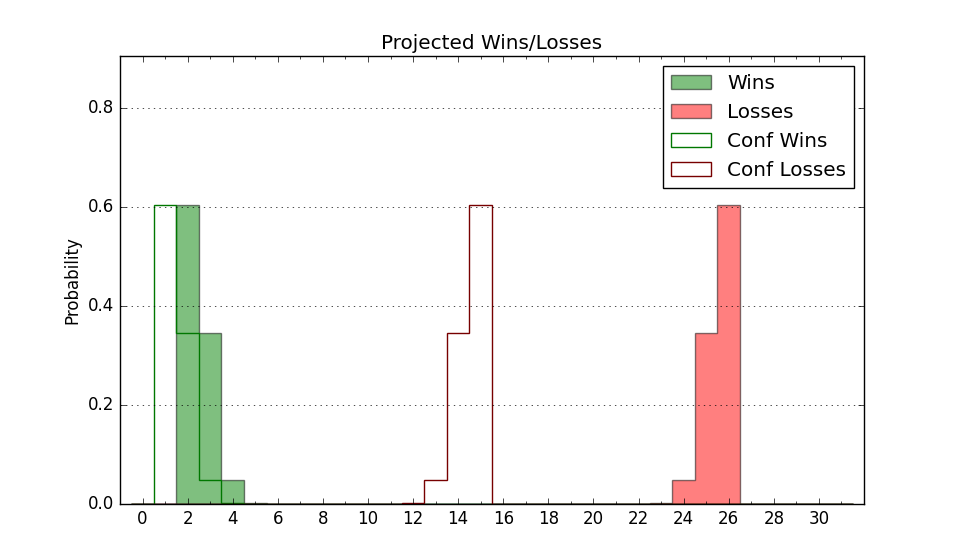 Projected Wins/Losses
Wins
Losses
Conf Wins
Conf Losses
Probability
0.8
0.6
0.4
0.2
0.0
0 2 4 6 8 10 12 14 16 18 20 22 24 26 28 30